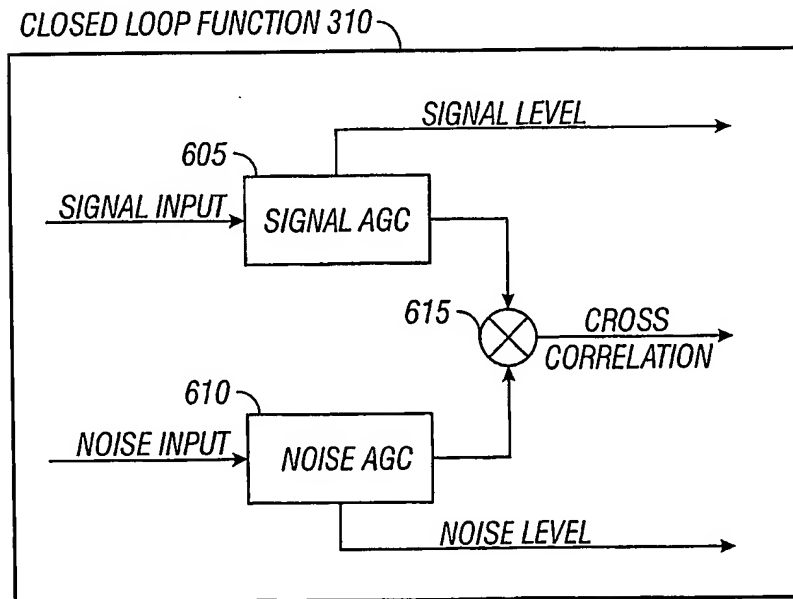 CLOSED LOOP FUNCTION 310
SIGNAL LEVEL
605
SIGNAL INPUT
SIGNAL AGC
615
CROSS
CORRELATION
610
NOISE INPUT
NOISE AGC
NOISE LEVEL